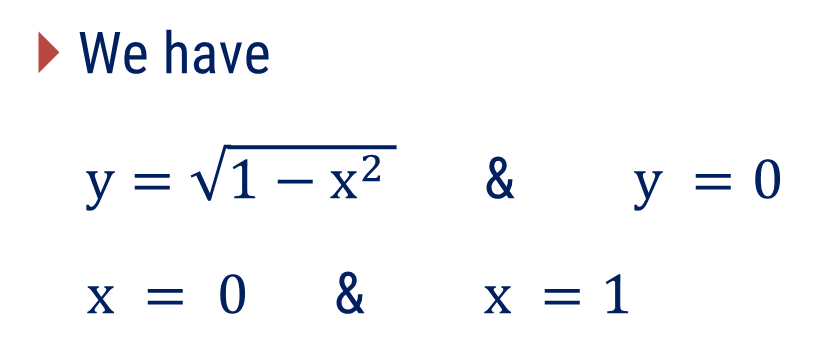 We have
y = √1 − x² & y = 0
x = 0 & x = 1